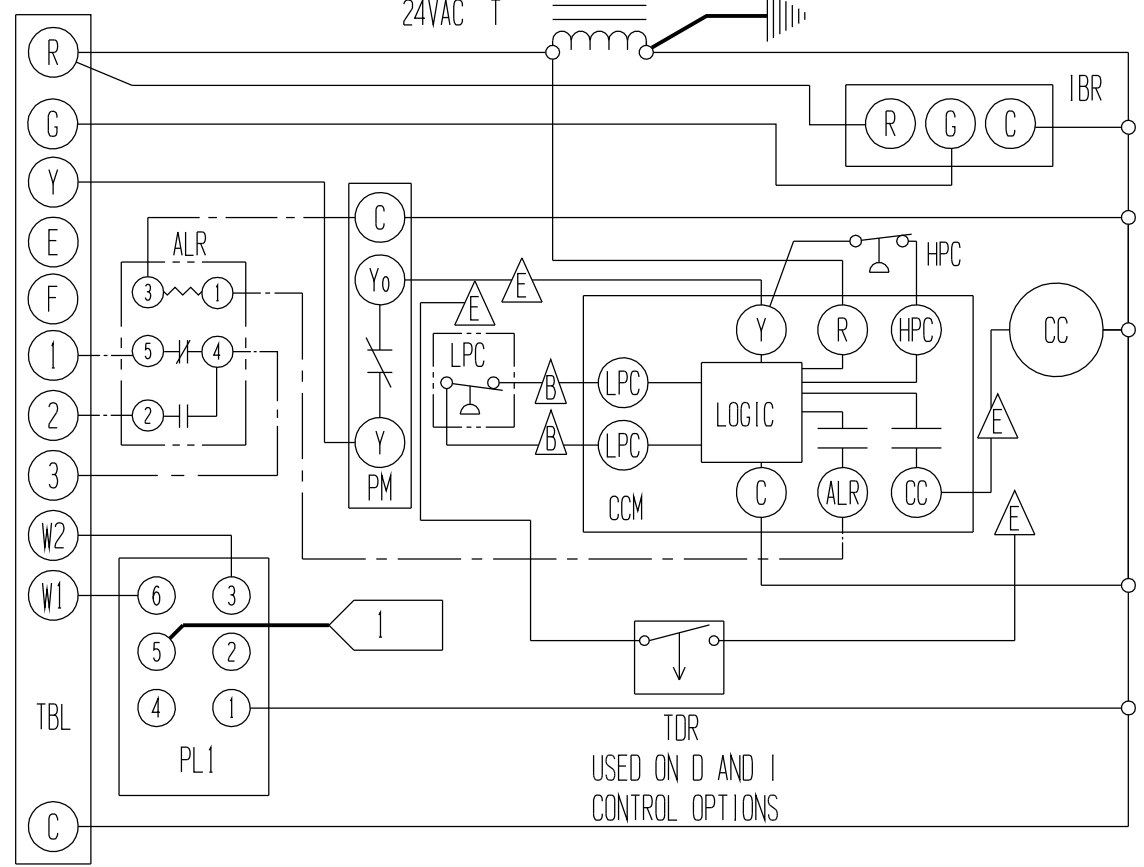 24VAC T
R
IBR
R G C
G
Y
C
E
ALR
HPC
Yo
E
E
3 1
F
Y R HPC
CC
1
5 4
LPC
B
LPC
2
2
LOGIC
E
B
LPC
Y
3
PM
C ALR CC
CCM
E
W2
W1
6 3
1
5 2
4 1
TBL
PL1
TDR
USED ON D AND I
CONTROL OPTIONS
C